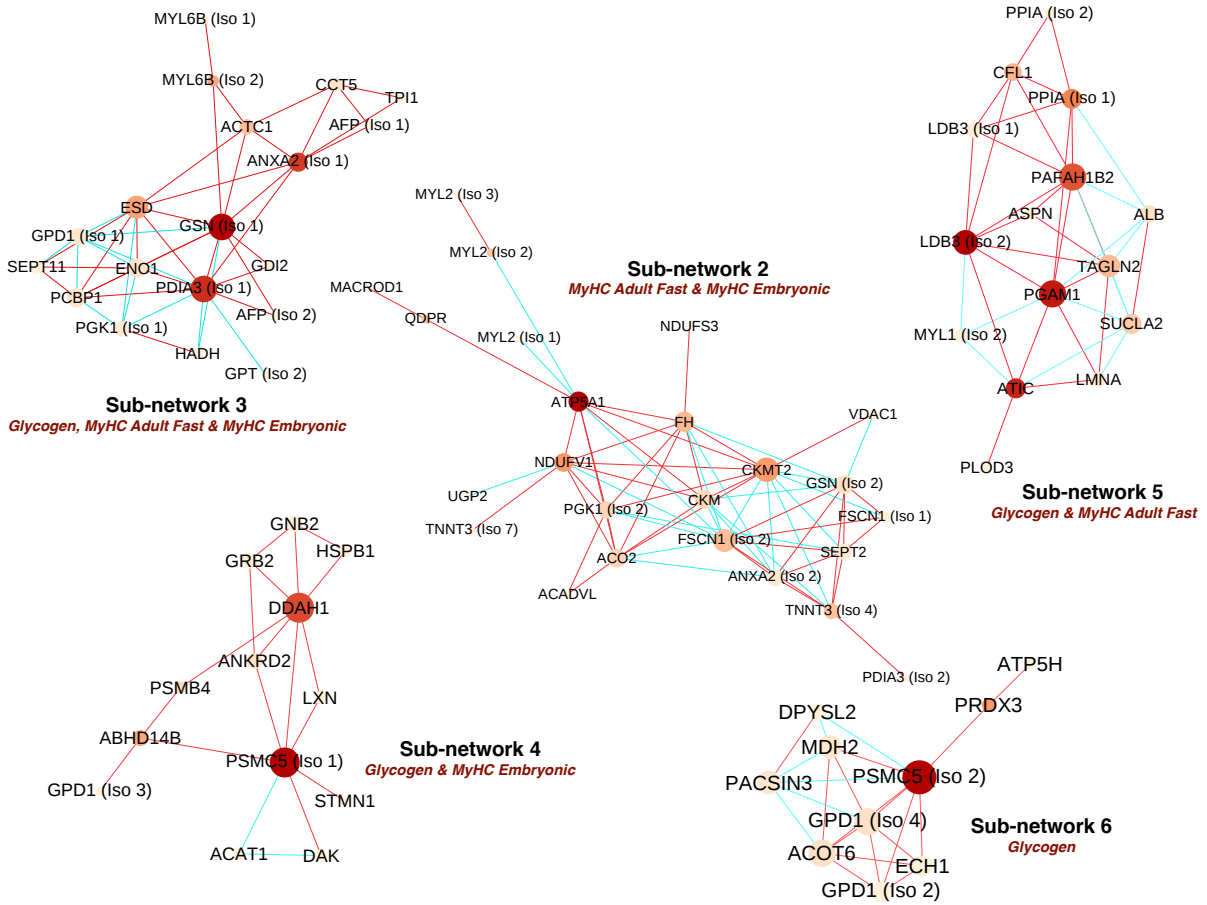 MYL6B (Iso 1)
MYL6B (Iso 2)
CCT5
TPI1
ACTC1
AFP (Iso 1)
ANXA2 (Iso 1)
ESD
GSN (Iso 1)
GPD1 (Iso 1)
SEPT11
ENO1
GDI2
PCBP1
PDIA3 (Iso 1)
AFP (Iso 2)
PGK1 (Iso 1)
HADH
GPT (Iso 2)
Sub-network 3
Glycogen, MyHC Adult Fast & MyHC Embryonic
MYL2 (Iso 3)
MYL2 (Iso 2)
Sub-network 2
MyHC Adult Fast & MyHC Embryonic
MACROD1
QDPR
MYL2 (Iso 1)
NDUFS3
ATP5A1
FH
VDAC1
NDUFV1
CKMT2
GSN (Iso 2)
UGP2
CKM
PGK1 (Iso 2)
FSCN1 (Iso 1)
TNNT3 (Iso 7)
FSCN1 (Iso 2)
SEPT2
ACO2
ANXA2 (Iso 2)
ACADVL
TNNT3 (Iso 4)
PDIA3 (Iso 2)
PPIA (Iso 2)
CFL1
PPIA (Iso 1)
LDB3 (Iso 1)
PAFAH1B2
ASPN
ALB
LDB3 (Iso 2)
TAGLN2
PGAM1
SUCLA2
MYL1 (Iso 2)
ATIC
LMNA
PLOD3
Sub-network 5
Glycogen & MyHC Adult Fast
GNB2
GRB2
HSPB1
DDAH1
ANKRD2
PSMB4
LXN
ABHD14B
PSMC5 (Iso 1)
GPD1 (Iso 3)
STMN1
ACAT1
DAK
Sub-network 4
Glycogen & MyHC Embryonic
ATP5H
PRDX3
DPYSL2
MDH2
PACSIN3
PSMC5 (Iso 2)
GPD1 (Iso 4)
ACOT6
ECH1
GPD1 (Iso 2)
Sub-network 6
Glycogen